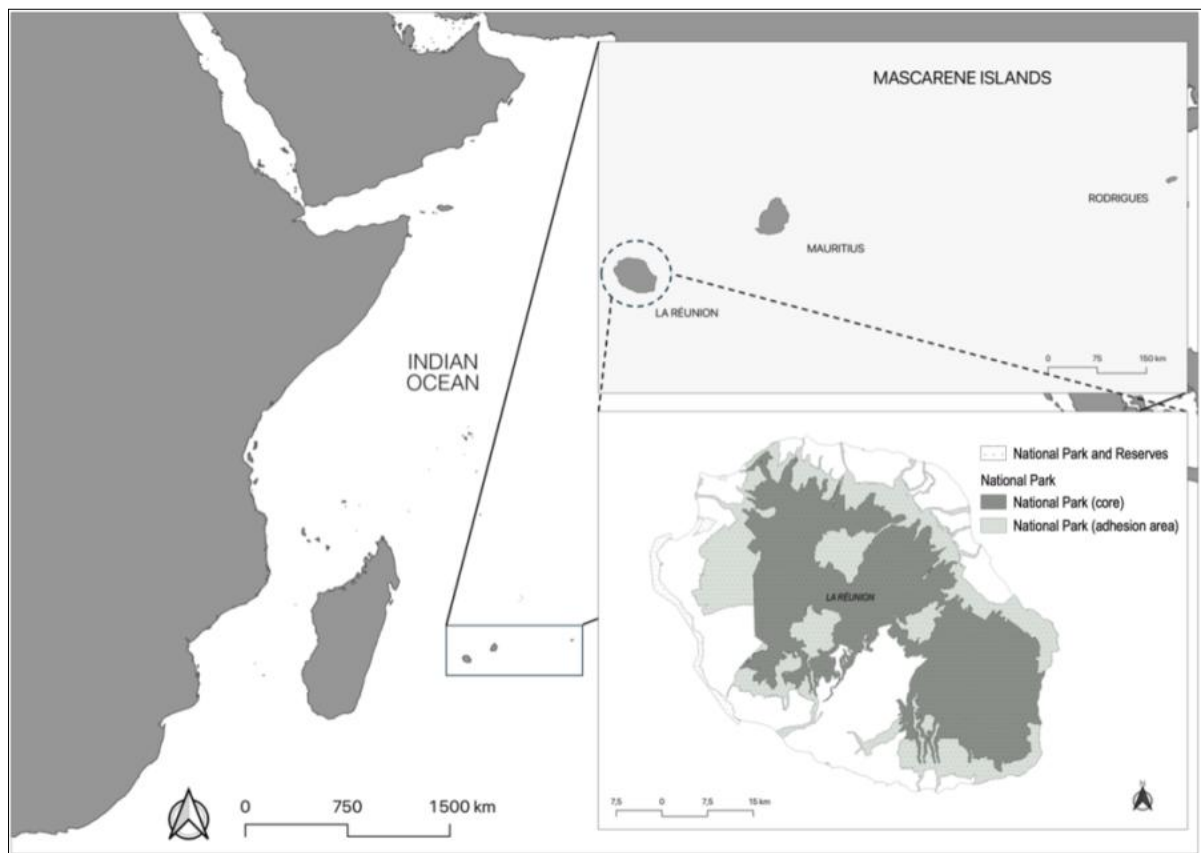 MASCARENE ISLANDS
RODRIGUES
MAURITIUS
LA RÉUNION
0 75 150 km
INDIAN
OCEAN
National Park and Reserves
National Park
National Park (core)
National Park (adhesion area)
LA RÉUNION
7,5 0 7,5 15 km
N
0 750 1500 km